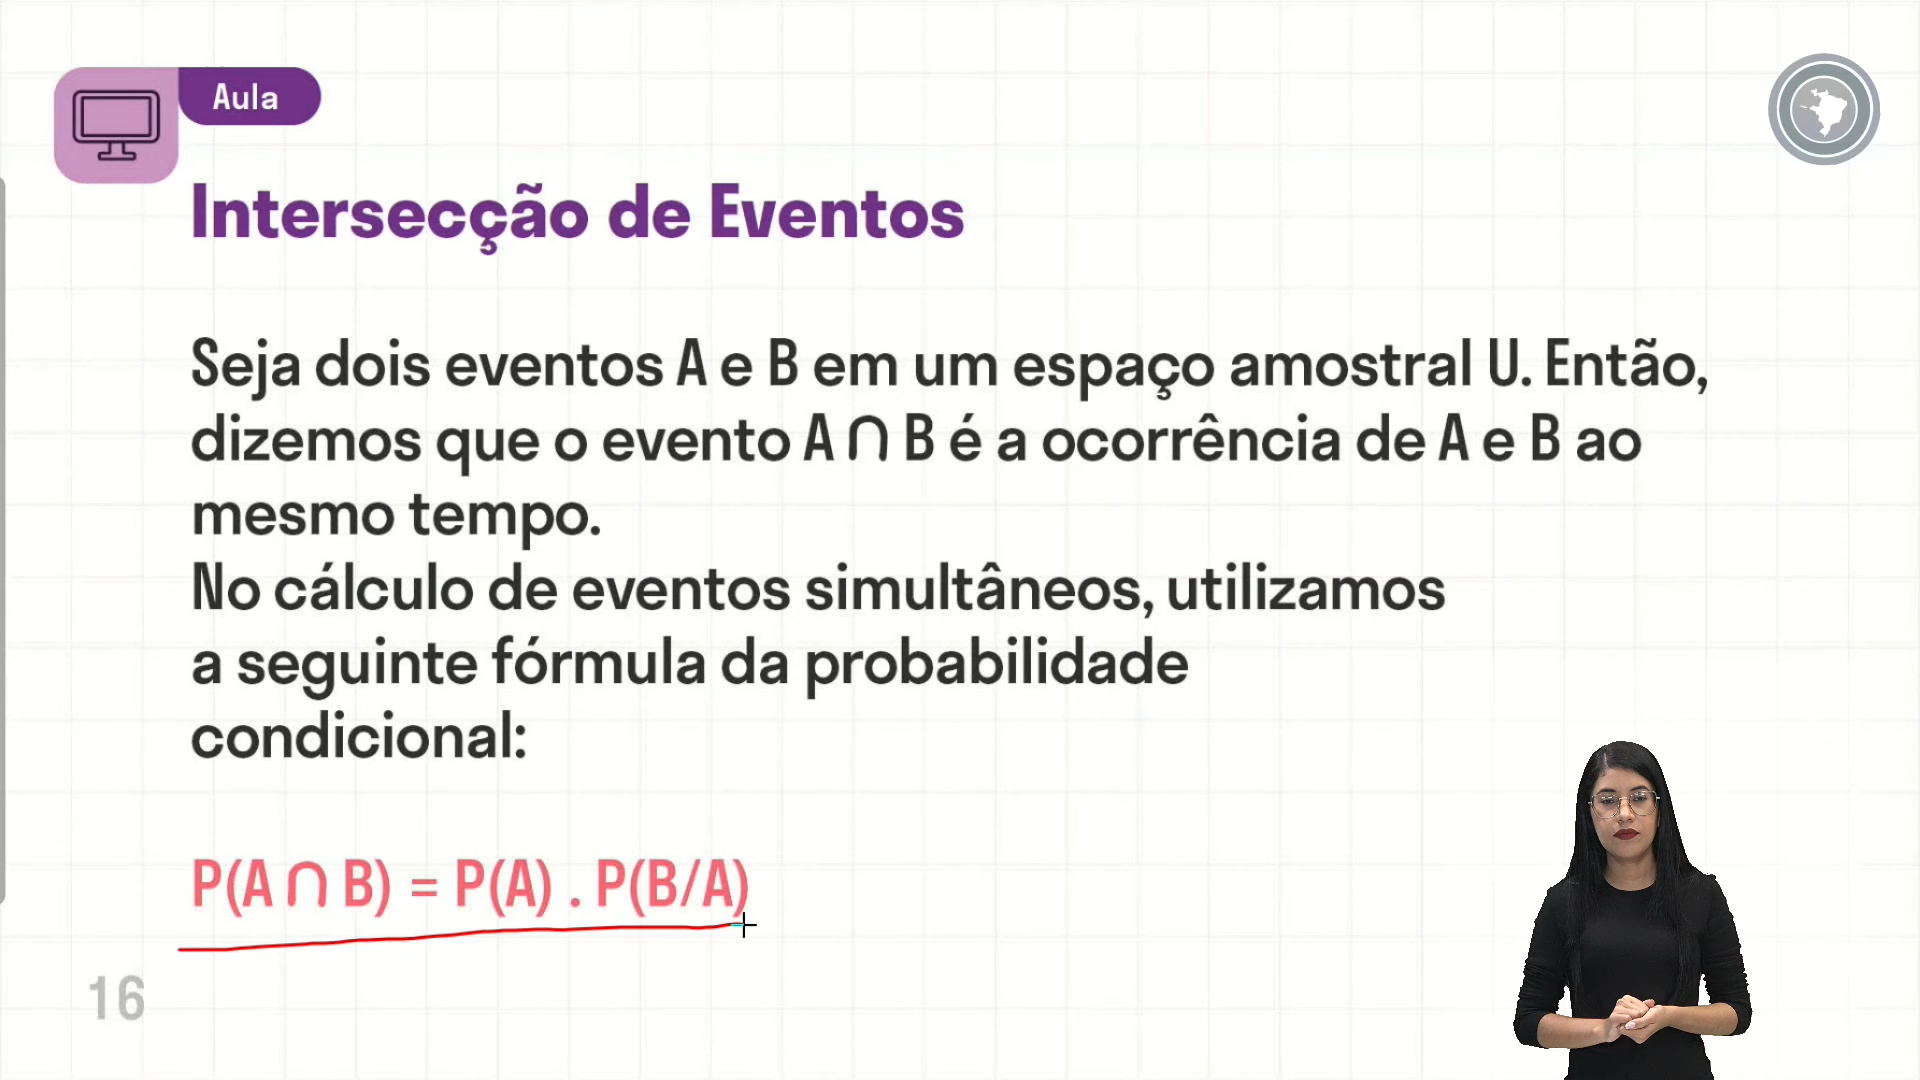 Aula
Intersecção de Eventos
Seja dois eventos A e B em um espaço amostral U. Então,
dizemos que o evento A ∩ B é a ocorrência de A e B ao
mesmo tempo.
No cálculo de eventos simultâneos, utilizamos
a seguinte fórmula da probabilidade
condicional:
P(A ∩ B) = P(A) . P(B/A)
16